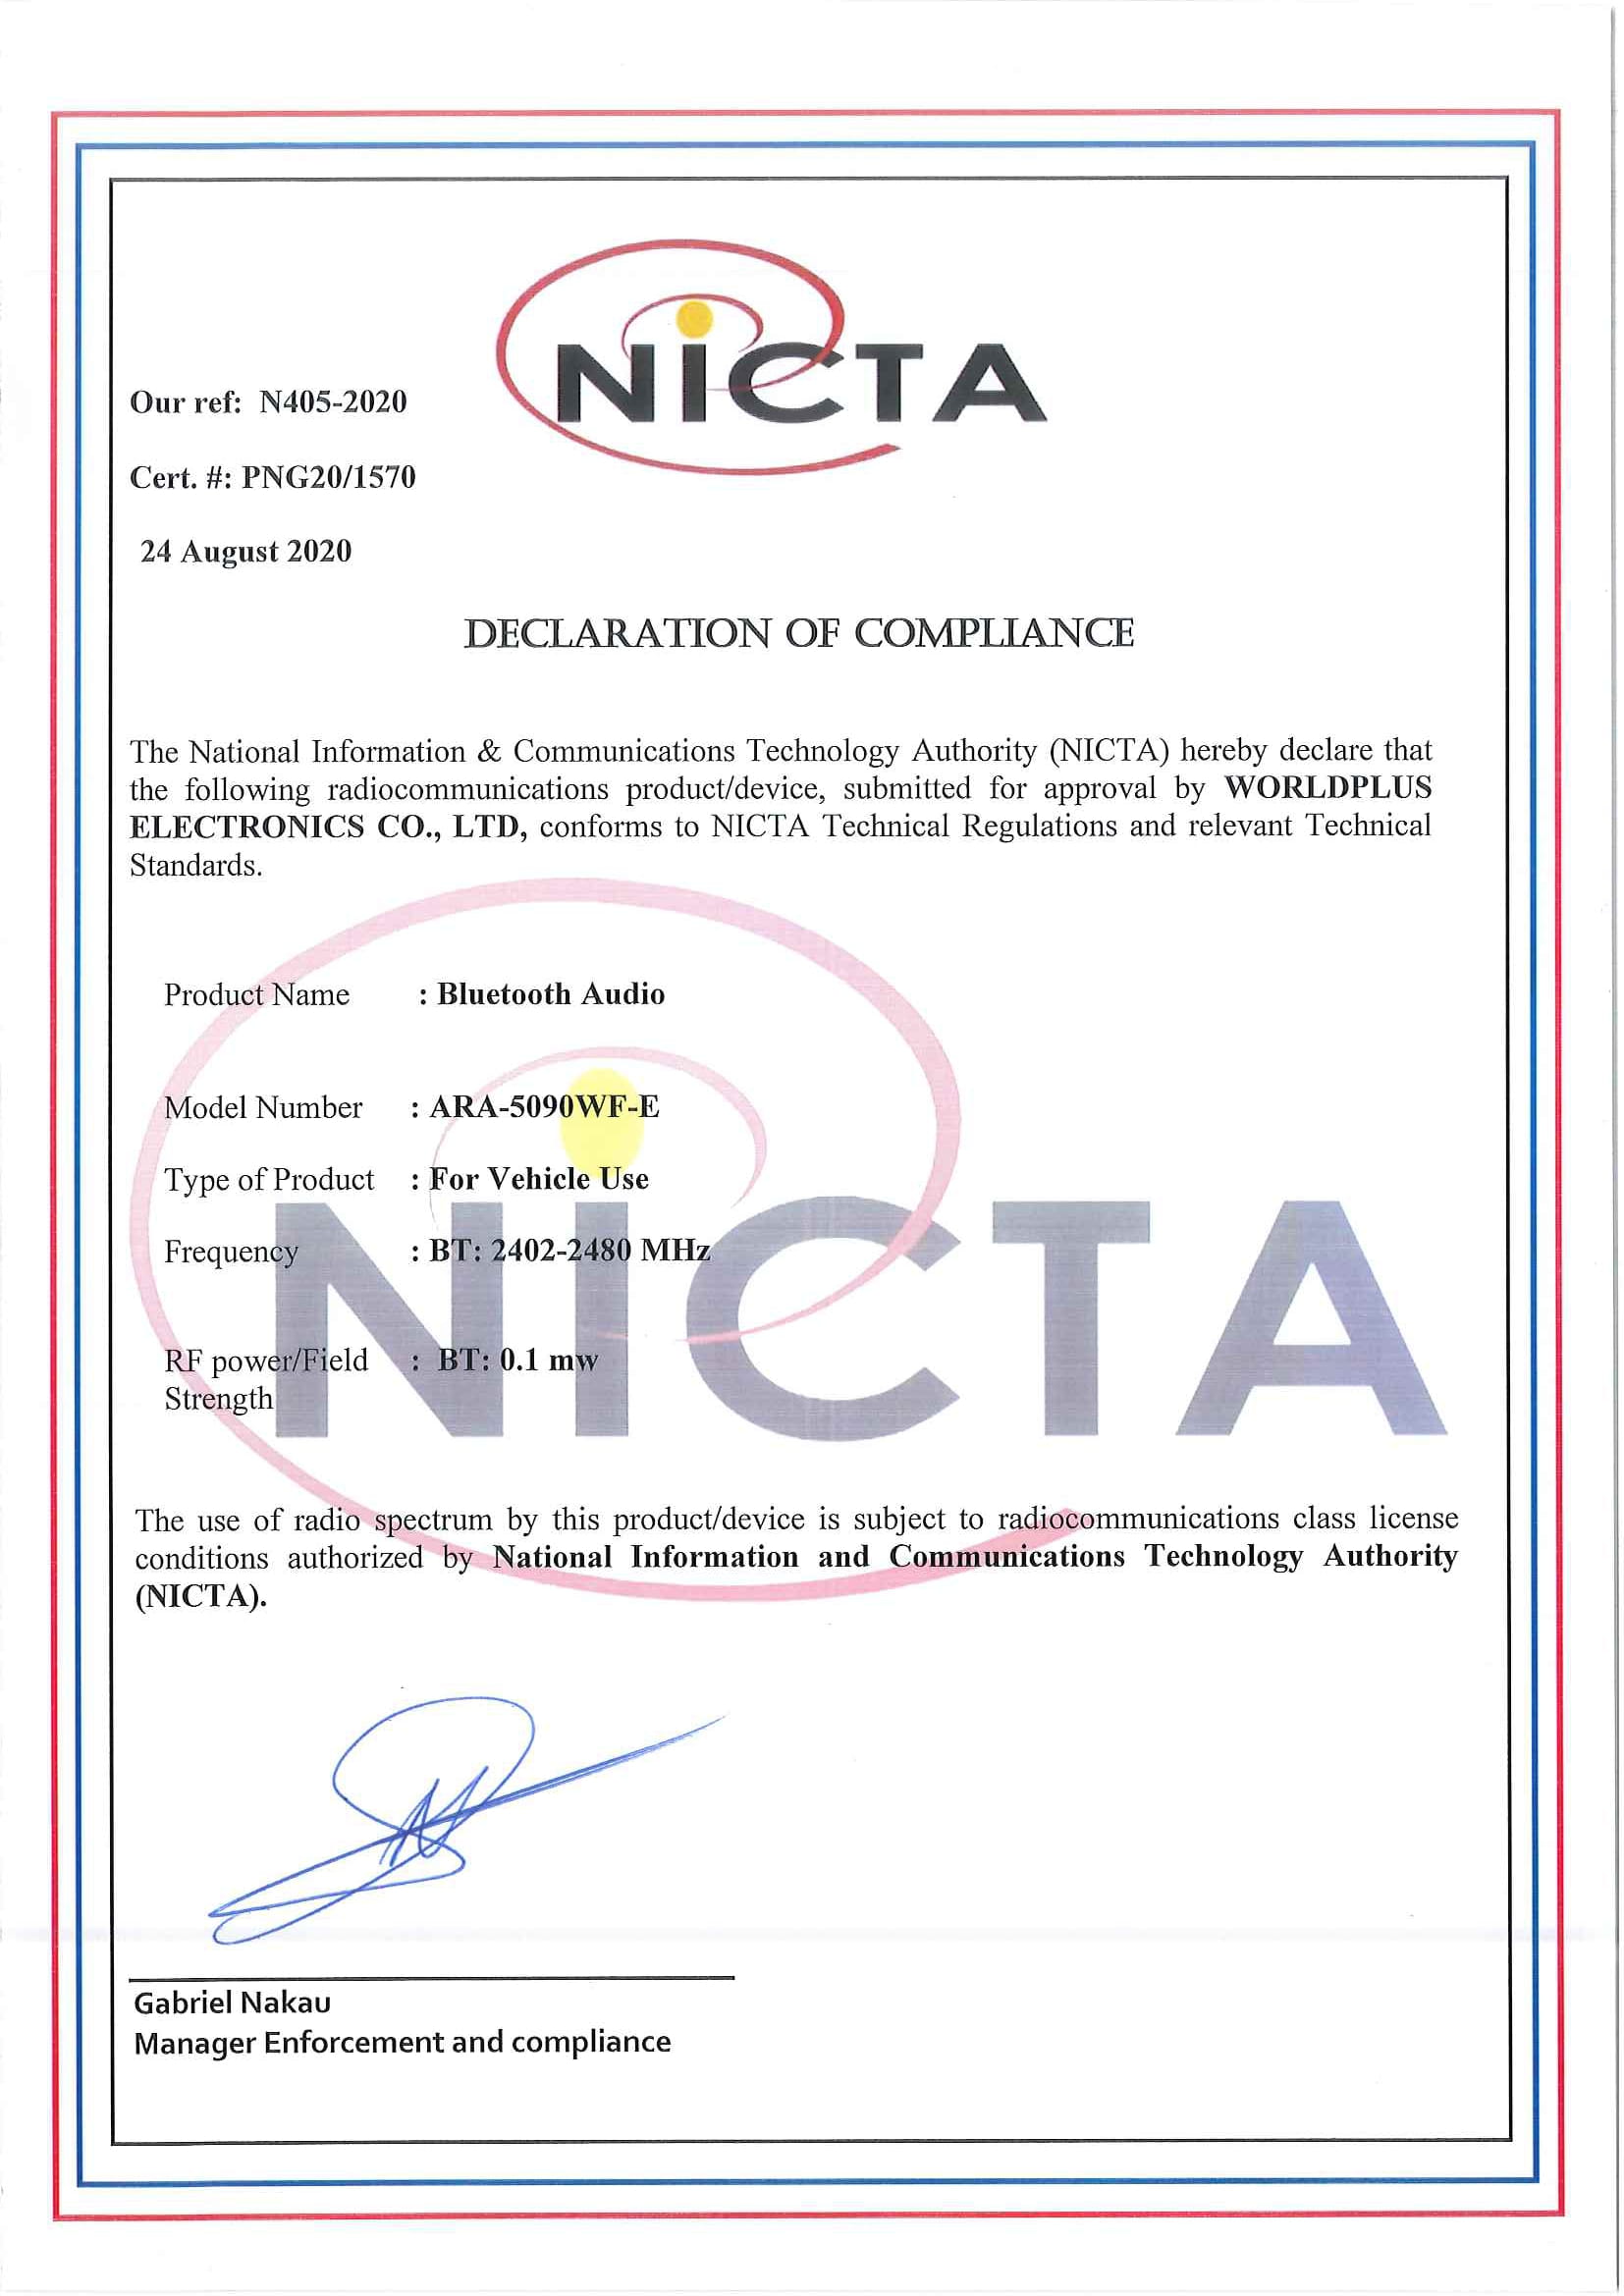 NiCTA
Our ref: N405-2020
Cert. #: PNG20/1570
24 August 2020
DECLARATION OF COMPLIANCE
The National Information & Communications Technology Authority (NICTA) hereby declare that
the following radiocommunications product/device, submitted for approval by WORLDPLUS
ELECTRONICS CO., LTD, conforms to NICTA Technical Regulations and relevant Technical
Standards.
Product Name : Bluetooth Audio
Model Number : ARA-5090WF-E
Type of Product : For Vehicle Use
Frequency : BT: 2402-2480 MHz
RF power/Field : BT: 0.1 mw
Strength
NiCTA
The use of radio spectrum by this product/device is subject to radiocommunications class license
conditions authorized by National Information and Communications Technology Authority
(NICTA).
Gabriel Nakau
Manager Enforcement and compliance